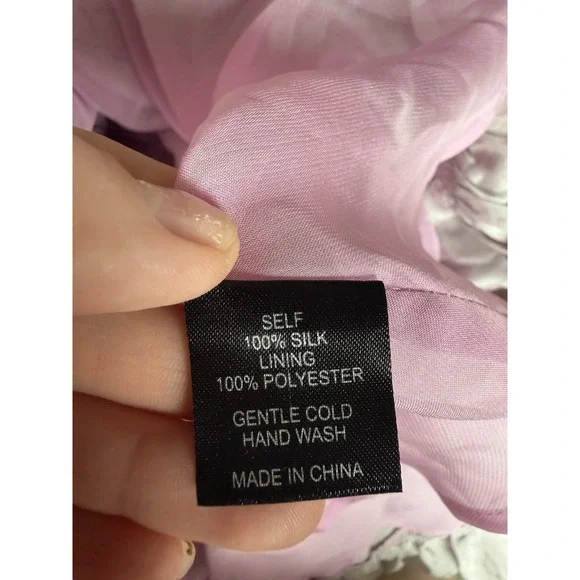 SELF
100% SILK
LINING
100% POLYESTER
GENTLE COLD
HAND WASH
MADE IN CHINA